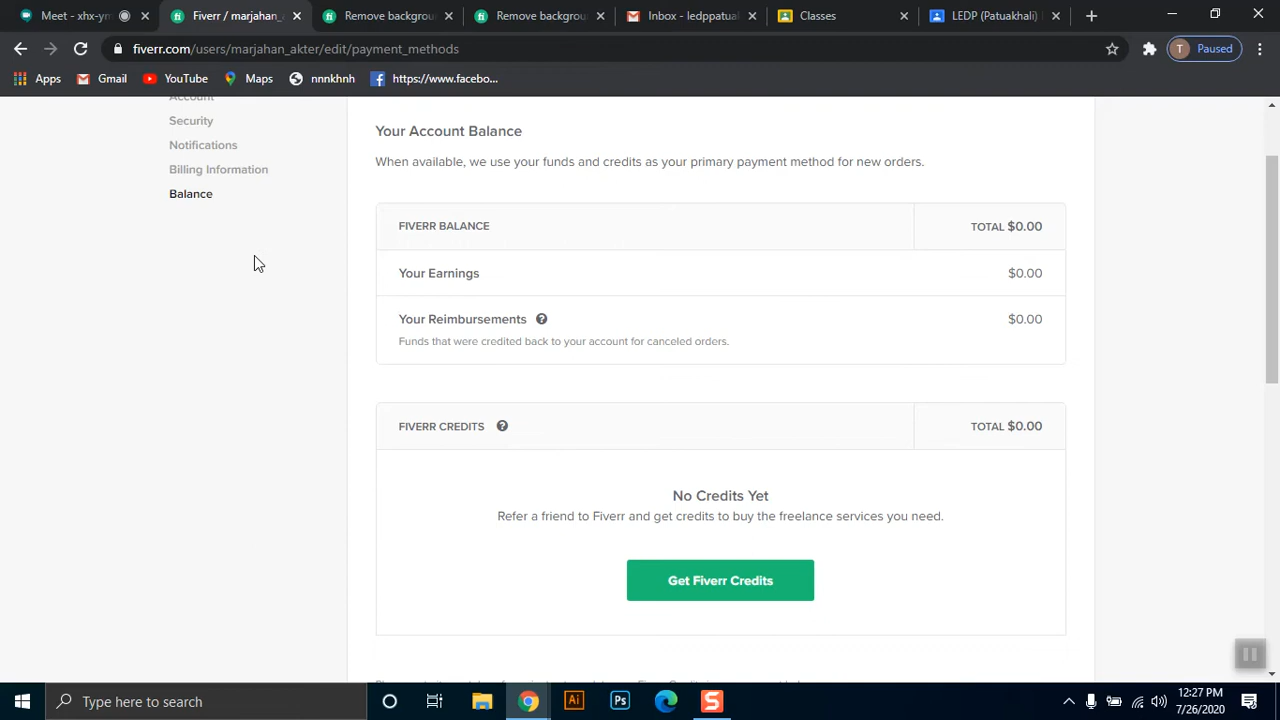 Meet - xhx-ym
Fiverr / marjahan_
Remove backgrou
Remove backgrou
Inbox - ledppatual
Classes
LEDP (Patuakhali)
fiverr.com/users/marjahan_akter/edit/payment_methods
T Paused
Apps
Gmail
YouTube
Maps
nnnkhnh
https://www.facebo...
Account
Security
Notifications
Billing Information
Balance
Your Account Balance
When available, we use your funds and credits as your primary payment method for new orders.
FIVERR BALANCE TOTAL $0.00
Your Earnings $0.00
Your Reimbursements ? $0.00
Funds that were credited back to your account for canceled orders.
FIVERR CREDITS ? TOTAL $0.00
No Credits Yet
Refer a friend to Fiverr and get credits to buy the freelance services you need.
Get Fiverr Credits
Type here to search
Ai
Ps
S
12:27 PM
7/26/2020